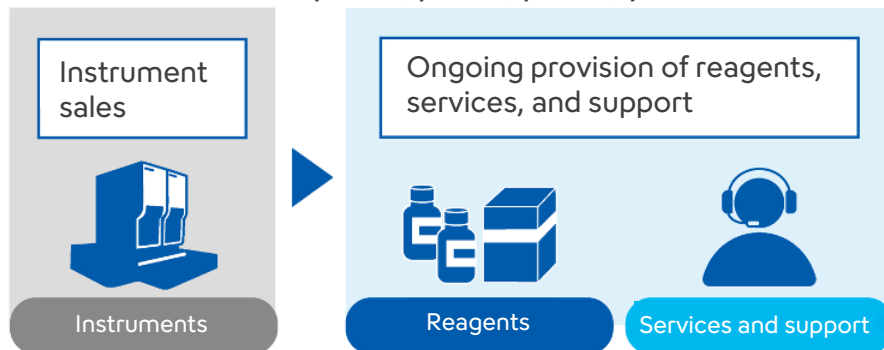 Instrument
sales
Ongoing provision of reagents,
services, and support
Instruments
Reagents
Services and support